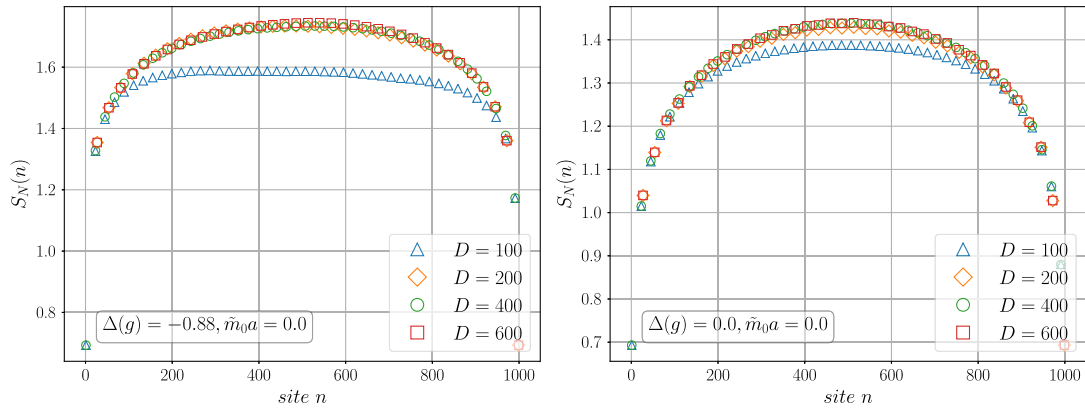 1.6
1.4
1.2
1.0
0.8
S_N(n)
D = 100
D = 200
D = 400
D = 600
Δ(g) = −0.88, m̃₀a = 0.0
0 200 400 600 800 1000
site n
1.4
1.3
1.2
1.1
1.0
0.9
0.8
0.7
S_N(n)
D = 100
D = 200
D = 400
D = 600
Δ(g) = 0.0, m̃₀a = 0.0
0 200 400 600 800 1000
site n